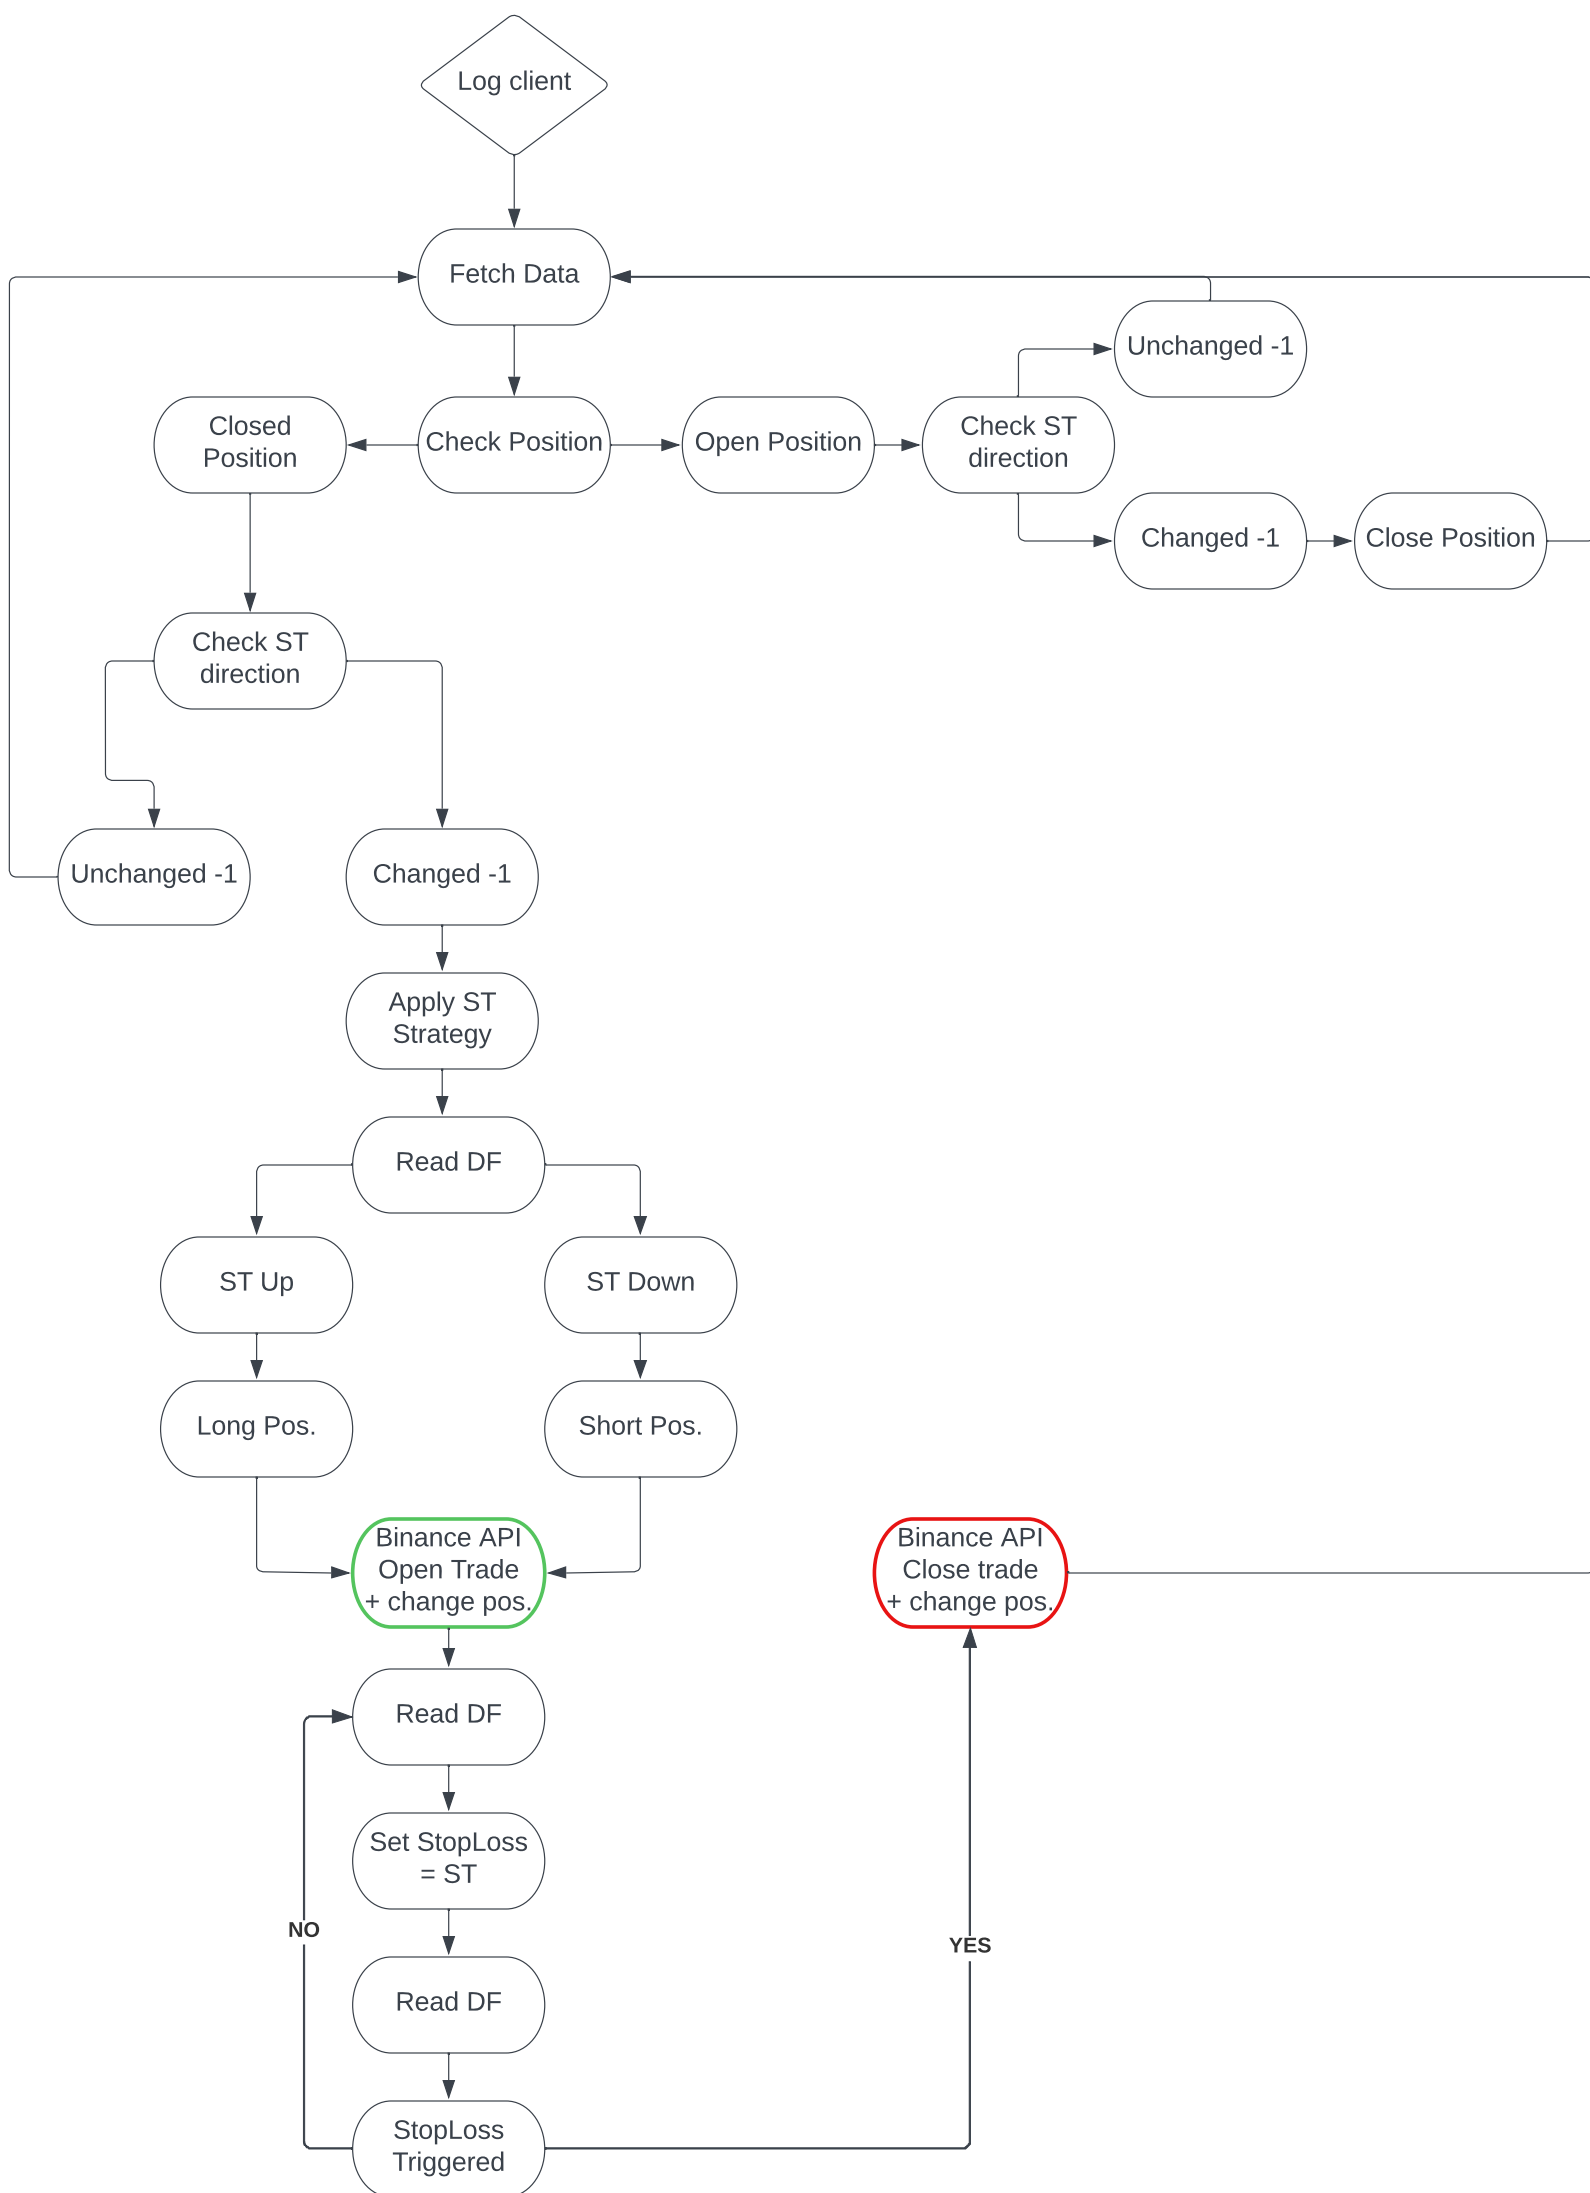 Log client
Fetch Data
Unchanged -1
Closed
Position
Check Position
Open Position
Check ST
direction
Changed -1
Close Position
Check ST
direction
Unchanged -1
Changed -1
Apply ST
Strategy
Read DF
ST Up
ST Down
Long Pos.
Short Pos.
Binance API
Open Trade
+ change pos.
Binance API
Close trade
+ change pos.
Read DF
Set StopLoss
= ST
NO
YES
Read DF
StopLoss
Triggered